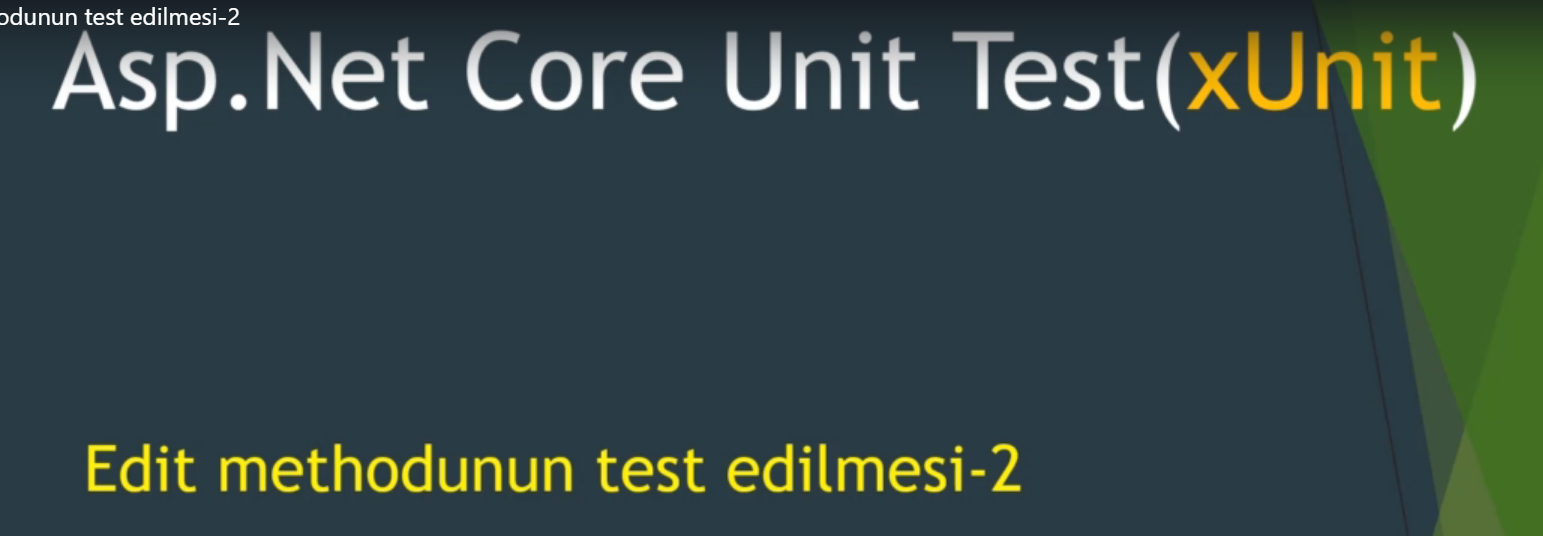 odunun test edilmesi-2
Asp.Net Core Unit Test(xUnit)
Edit methodunun test edilmesi-2